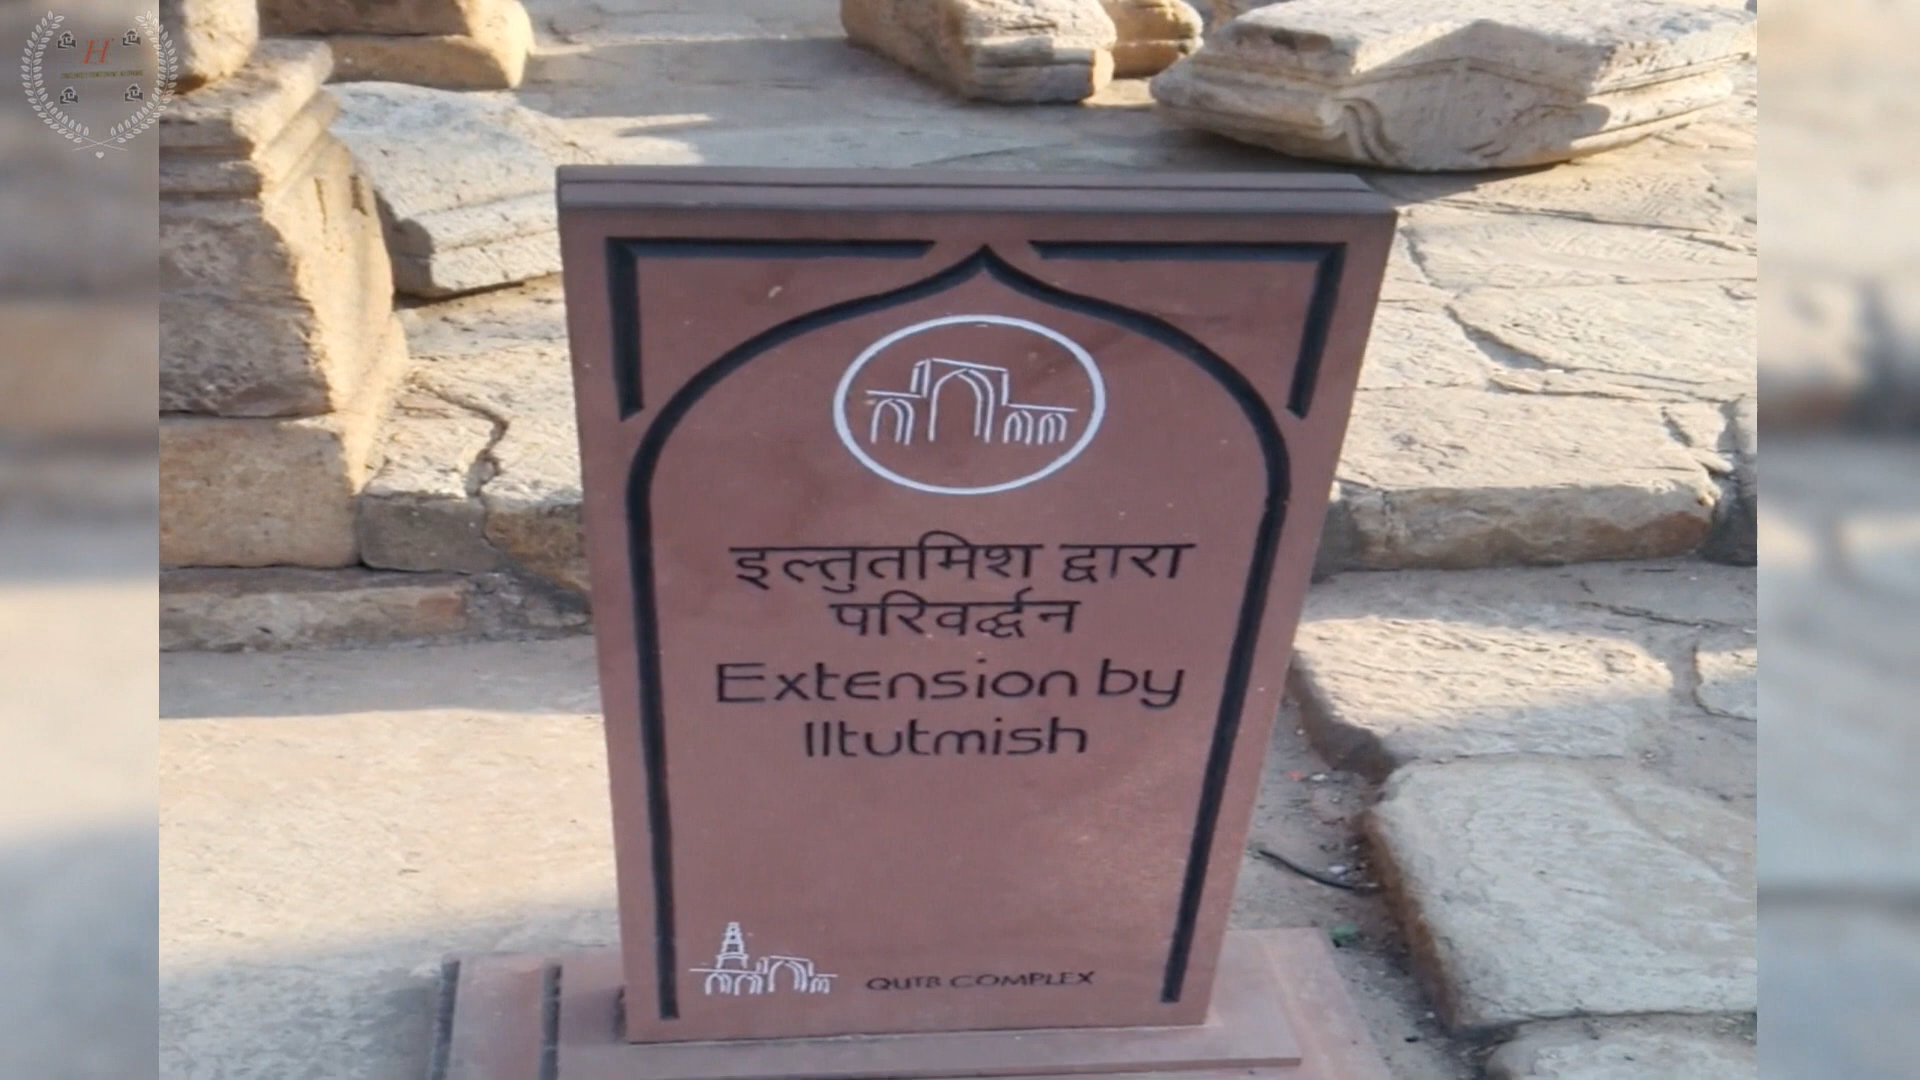 H
इल्तुतमिश द्वारा
परिवर्द्धन
Extension by
Iltutmish
QUTB COMPLEX